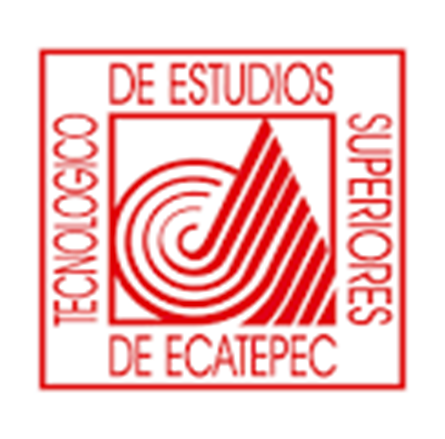 TECNOLOGICO
DE ESTUDIOS
SUPERIORES
DE ECATEPEC